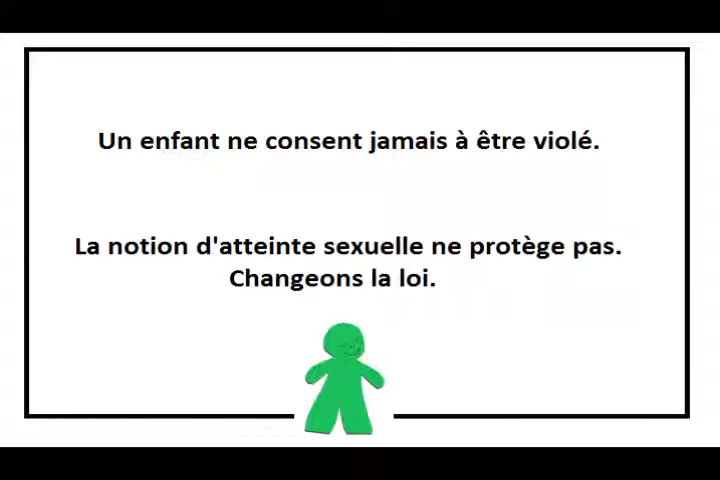 Un enfant ne consent jamais à être violé.
La notion d'atteinte sexuelle ne protège pas.
Changeons la loi.